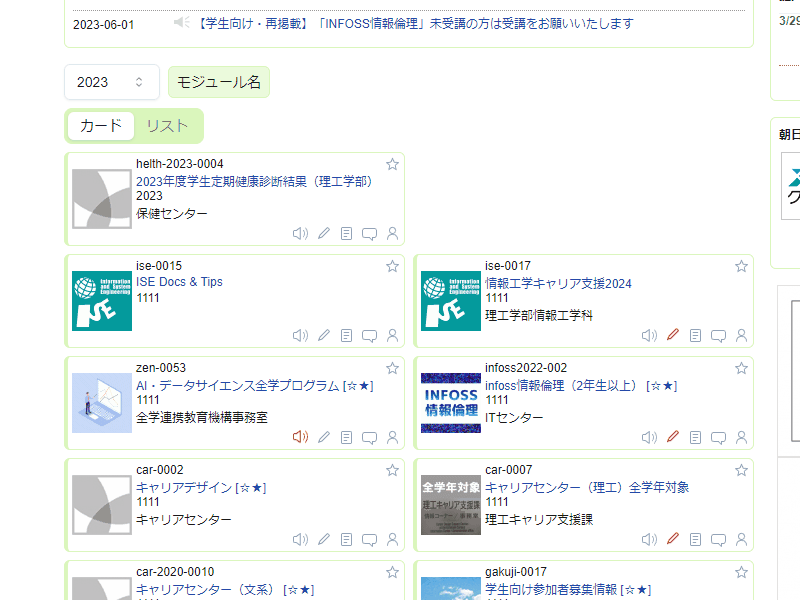 2023-06-01 【学生向け・再掲載】「INFOSS情報倫理」未受講の方は受講をお願いいたします
3/29
2023 モジュール名
カード リスト
朝日
helth-2023-0004
2023年度学生定期健康診断結果（理工学部）
2023
保健センター
ise-0015
Information and System Engineering
ISE
ISE Docs & Tips
1111
ise-0017
Information and System Engineering
ISE
情報工学キャリア支援2024
1111
理工学部情報工学科
zen-0053
AI・データサイエンス全学プログラム [☆★]
1111
全学連携教育機構事務室
infoss2022-002
INFOSS
情報倫理
infoss情報倫理（2年生以上） [☆★]
1111
ITセンター
car-0002
キャリアデザイン [☆★]
1111
キャリアセンター
car-0007
全学年対象
理工キャリア支援課
キャリアセンター（理工）全学年対象
1111
理工キャリア支援課
car-2020-0010
キャリアセンター（文系） [☆★]
gakuji-0017
学生向け参加者募集情報 [☆★]